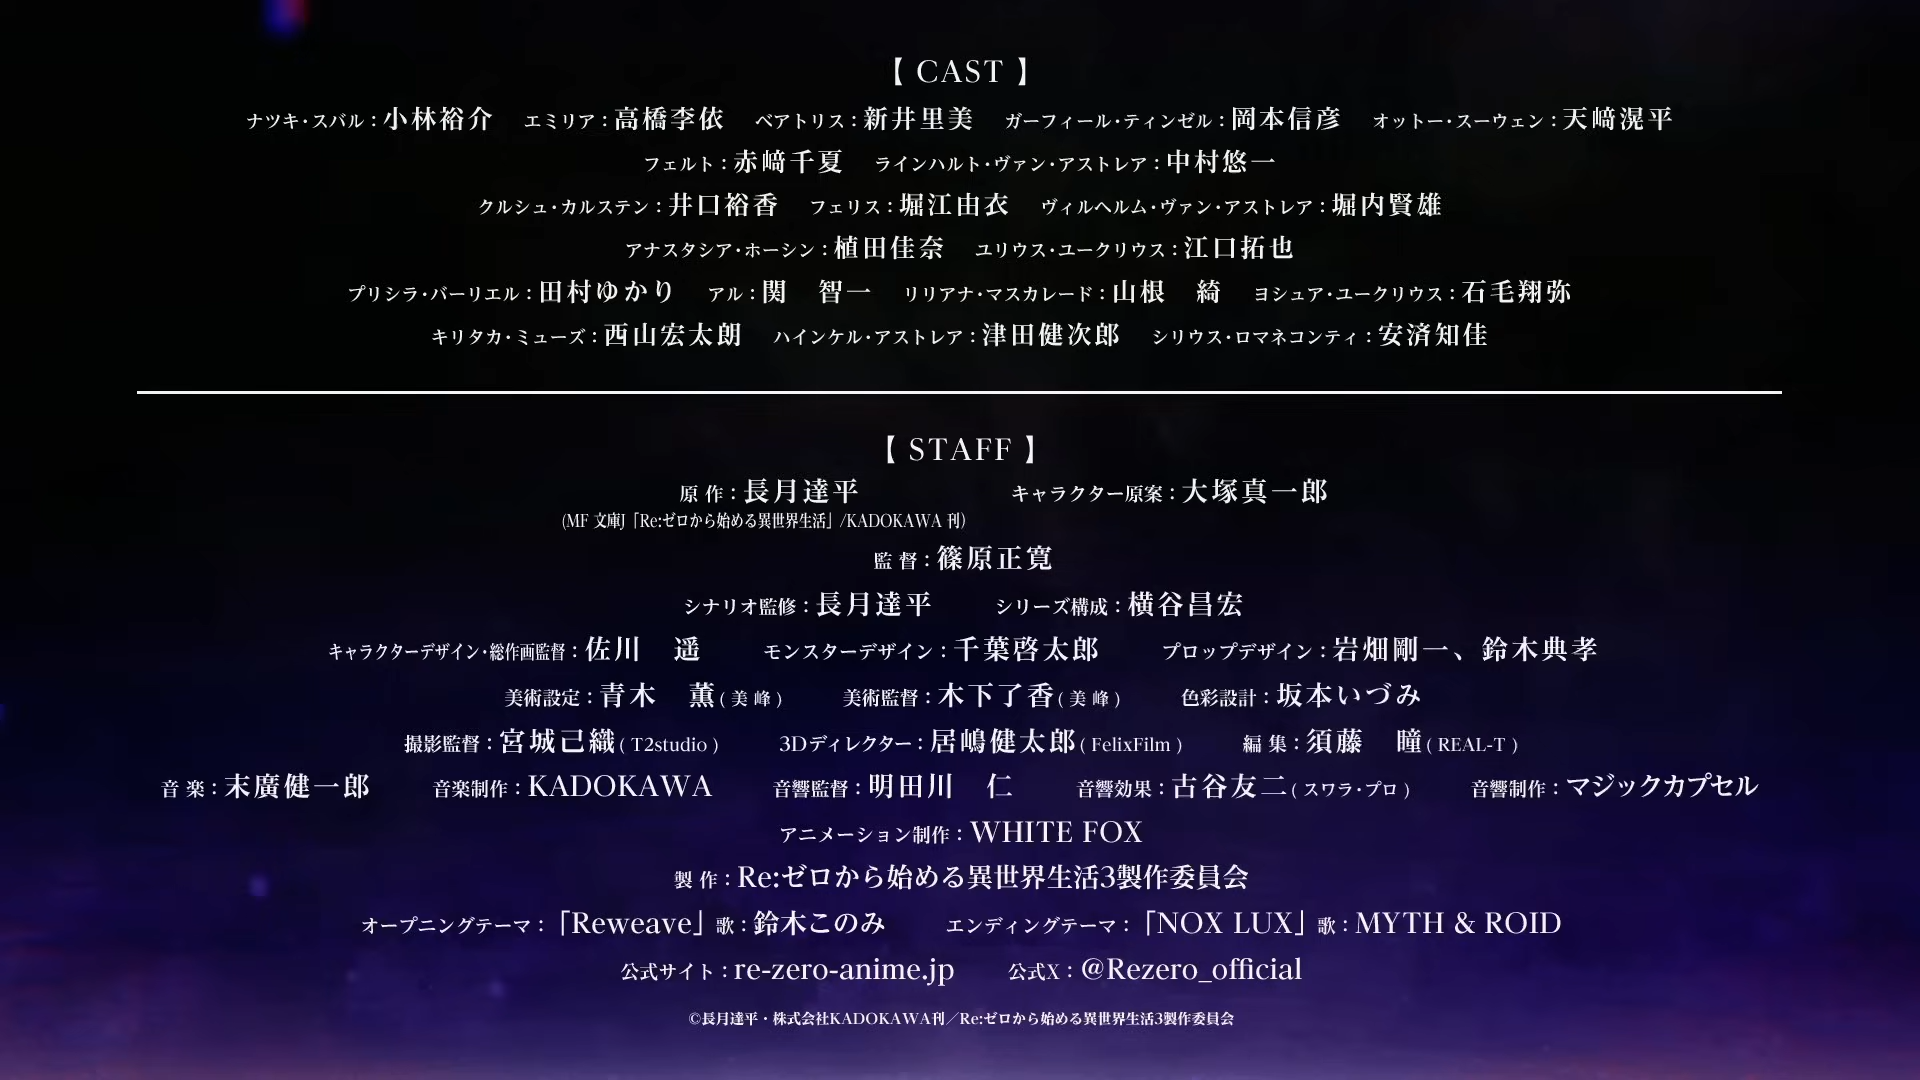 【 CAST 】
ナツキ・スバル：小林裕介　エミリア：高橋李依　ベアトリス：新井里美　ガーフィール・ティンゼル：岡本信彦　オットー・スーウェン：天﨑滉平
フェルト：赤﨑千夏　ラインハルト・ヴァン・アストレア：中村悠一
クルシュ・カルステン：井口裕香　フェリス：堀江由衣　ヴィルヘルム・ヴァン・アストレア：堀内賢雄
アナスタシア・ホーシン：植田佳奈　ユリウス・ユークリウス：江口拓也
プリシラ・バーリエル：田村ゆかり　アル：関　智一　リリアナ・マスカレード：山根　綺　ヨシュア・ユークリウス：石毛翔弥
キリタカ・ミューズ：西山宏太朗　ハインケル・アストレア：津田健次郎　シリウス・ロマネコンティ：安済知佳
【 STAFF 】
原 作：長月達平　キャラクター原案：大塚真一郎
(MF 文庫J「Re:ゼロから始める異世界生活」/KADOKAWA 刊)
監 督：篠原正寛
シナリオ監修：長月達平　シリーズ構成：横谷昌宏
キャラクターデザイン・総作画監督：佐川　遥　モンスターデザイン：千葉啓太郎　プロップデザイン：岩畑剛一、鈴木典孝
美術設定：青木　薫( 美 峰 )　美術監督：木下了香( 美 峰 )　色彩設計：坂本いづみ
撮影監督：宮城己織( T2studio )　3Dディレクター：居嶋健太郎( FelixFilm )　編 集：須藤　瞳( REAL-T )
音 楽：末廣健一郎　音楽制作：KADOKAWA　音響監督：明田川　仁　音響効果：古谷友二( スワラ・プロ )　音響制作：マジックカプセル
アニメーション制作：WHITE FOX
製 作：Re:ゼロから始める異世界生活3製作委員会
オープニングテーマ：「Reweave」歌：鈴木このみ　エンディングテーマ：「NOX LUX」歌：MYTH & ROID
公式サイト：re-zero-anime.jp　公式X：@Rezero_official
©長月達平・株式会社KADOKAWA刊／Re:ゼロから始める異世界生活3製作委員会